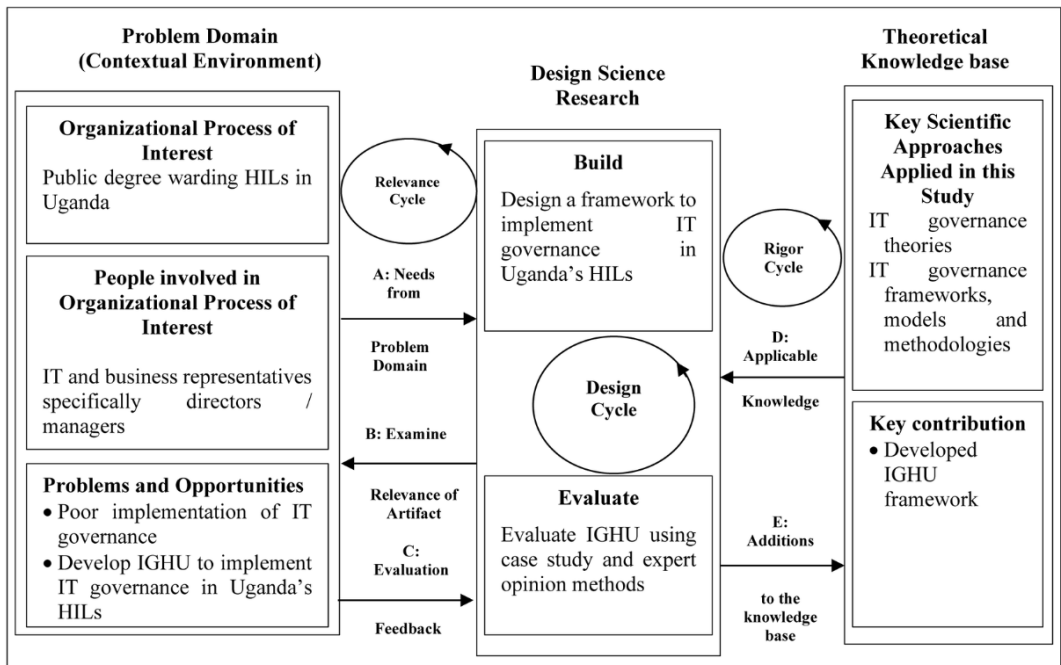 Problem Domain
(Contextual Environment)
Organizational Process of
Interest
Public degree warding HILs in
Uganda
People involved in
Organizational Process of
Interest
IT and business representatives
specifically directors /
managers
Problems and Opportunities
• Poor implementation of IT
governance
• Develop IGHU to implement
IT governance in Uganda's
HILs
Relevance
Cycle
A: Needs
from
Problem
Domain
B: Examine
Relevance of
Artifact
C:
Evaluation
Feedback
Design Science
Research
Build
Design a framework to
implement IT
governance in
Uganda's HILs
Design
Cycle
Evaluate
Evaluate IGHU using
case study and expert
opinion methods
Rigor
Cycle
D:
Applicable
Knowledge
E:
Additions
to the
knowledge
base
Theoretical
Knowledge base
Key Scientific
Approaches
Applied in this
Study
IT governance
theories
IT governance
frameworks,
models and
methodologies
Key contribution
• Developed
IGHU
framework